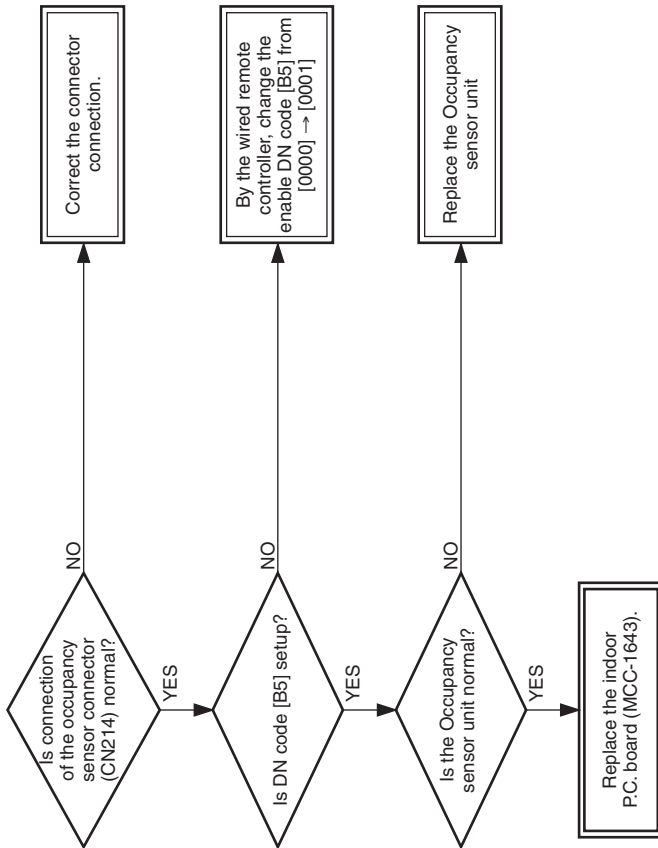 Is connection
of the occupancy
sensor connector
(CN214) normal?
NO
Correct the connector
connection.
YES
Is DN code [B5] setup?
NO
By the wired remote
controller, change the
enable DN code [B5] from
[0000] → [0001]
YES
Is the Occupancy
sensor unit normal?
NO
Replace the Occupancy
sensor unit
YES
Replace the indoor
P.C. board (MCC-1643).